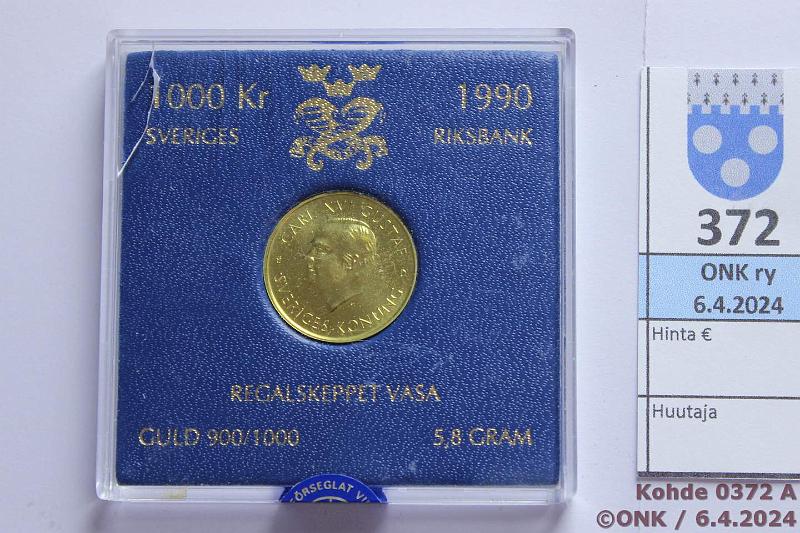 1000 Kr 1990
SVERIGES RIKSBANK
CARL XVI GUSTAF
SVERIGES KONUNG
REGALSKEPPET VASA
GULD 900/1000 5,8 GRAM
372
ONK ry
6.4.2024
Hinta €
Huutaja
Kohde 0372 A
©ONK / 6.4.2024